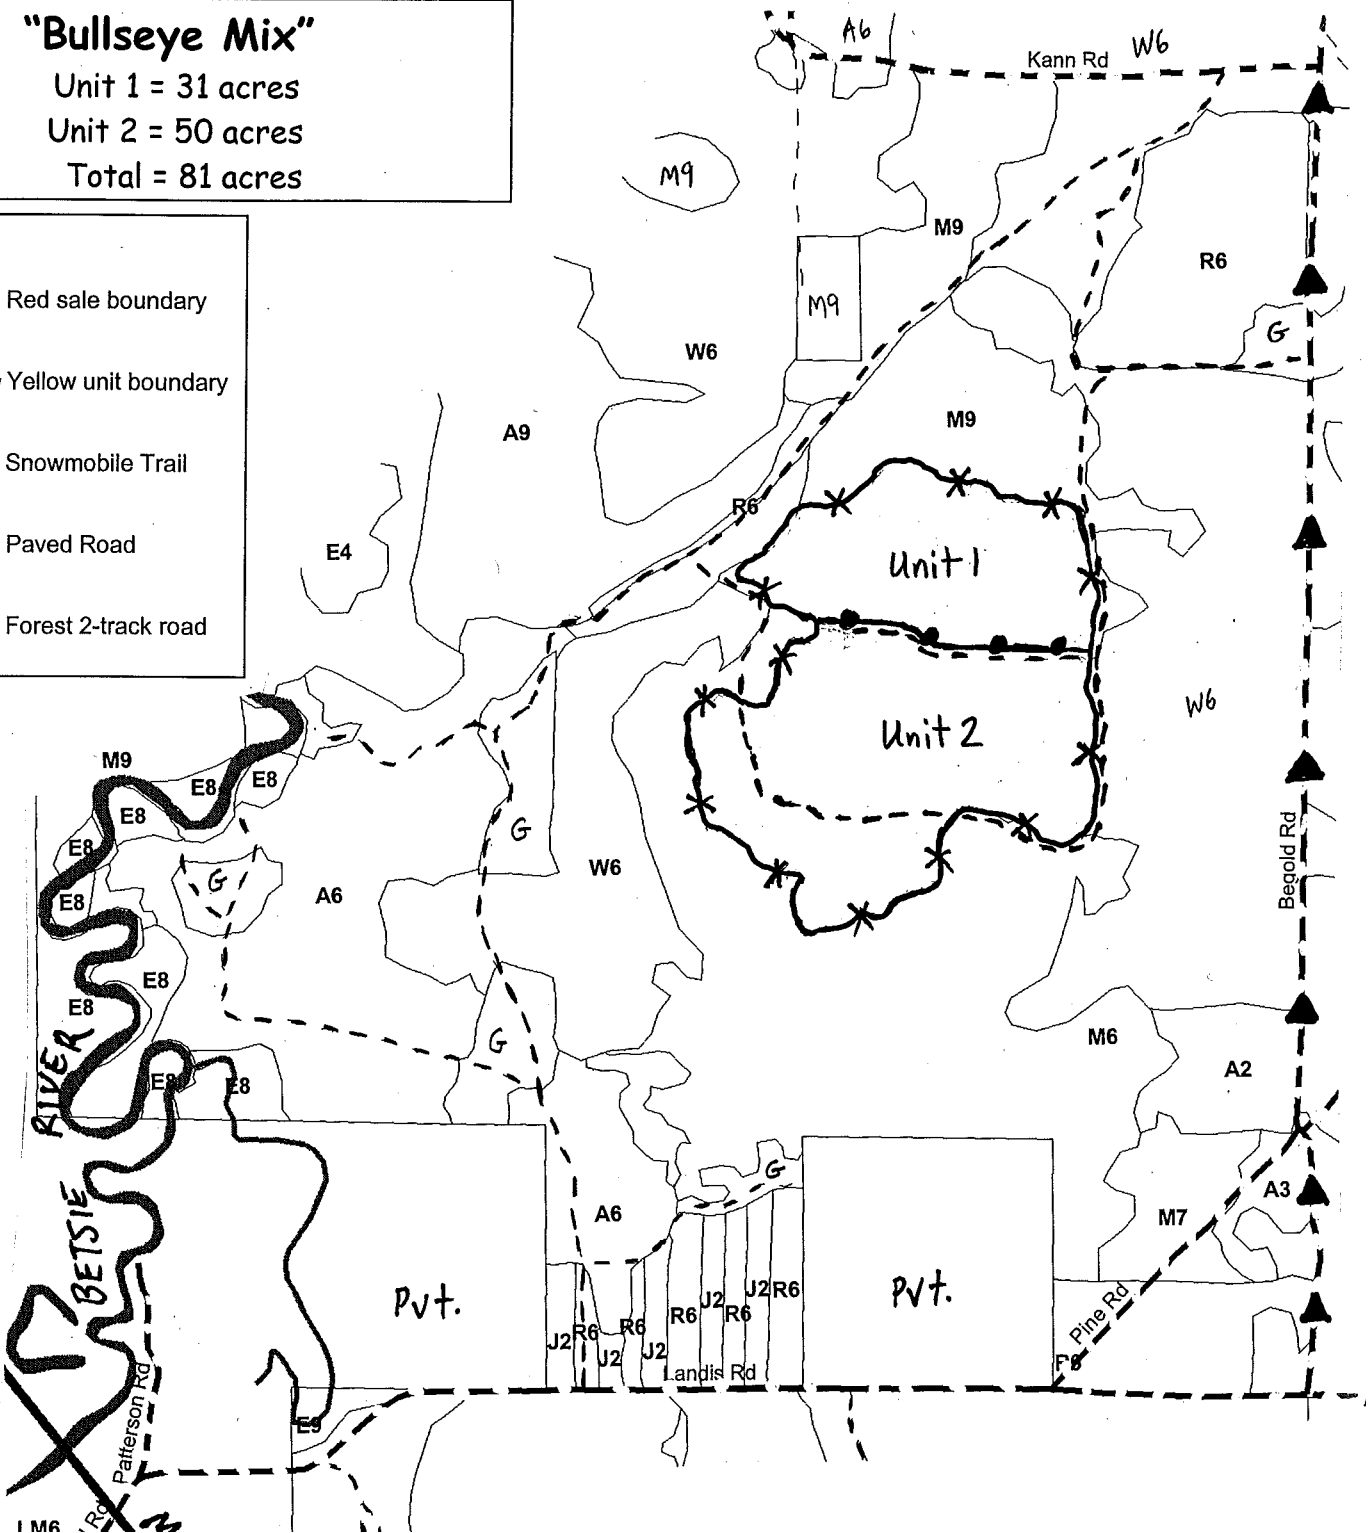 "Bullseye Mix"
Unit 1 = 31 acres
Unit 2 = 50 acres
Total = 81 acres
Red sale boundary
Yellow unit boundary
Snowmobile Trail
Paved Road
Forest 2-track road
A6
W6
Kann Rd
M9
M9
R6
M9
G
W6
M9
A9
R6
E4
Unit 1
W6
Unit 2
M9
E8
E8
E8
E8
G
G
W6
A6
E8
Begold Rd
E8
E8
G
M6
A2
E8
E8
RIVER
BETSIE
A6
G
A3
M7
Pvt.
Pvt.
J2
R6
J2
R6
J2
R6
J2
R6
J2
R6
Pine Rd
Landis Rd
Patterson Rd
E9
LM6
Rd